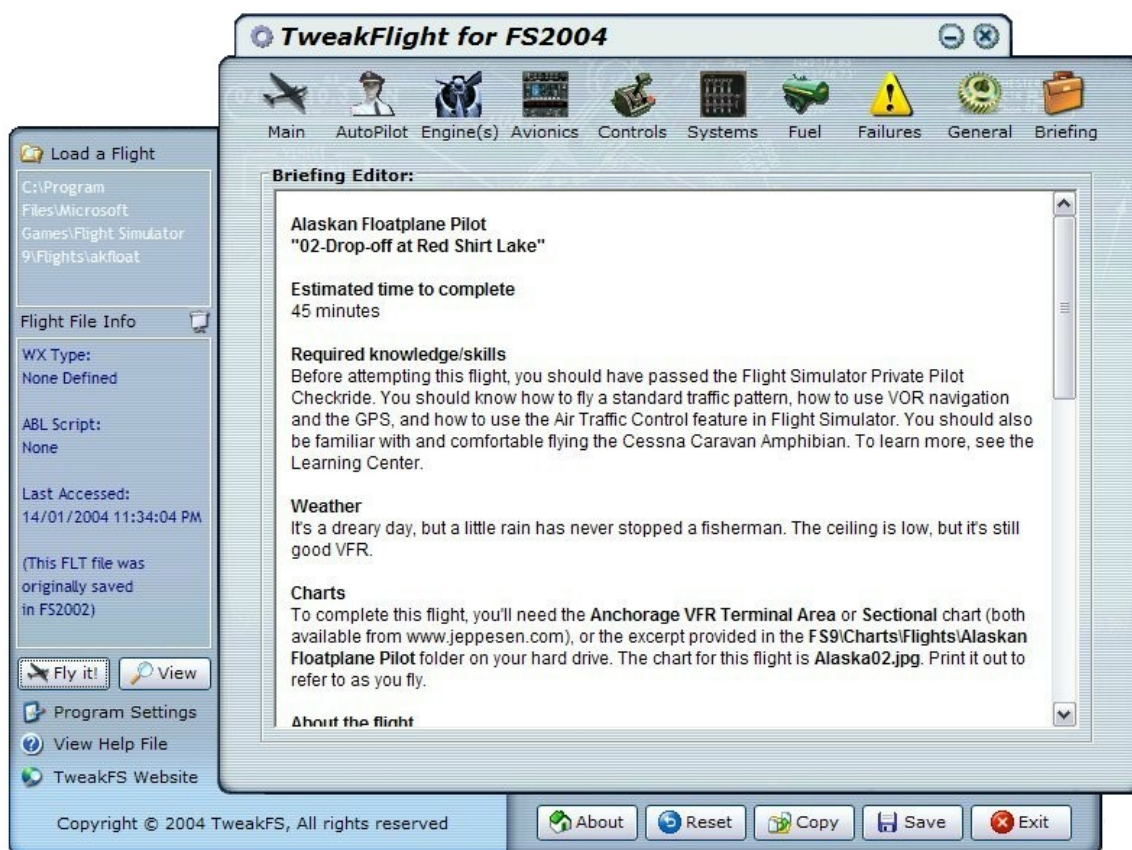 TweakFlight for FS2004
Main
AutoPilot
Engine(s)
Avionics
Controls
Systems
Fuel
Failures
General
Briefing
Load a Flight
C:\Program
Files\Microsoft
Games\Flight Simulator
9\Flights\akfloat
Flight File Info
WX Type:
None Defined
ABL Script:
None
Last Accessed:
14/01/2004 11:34:04 PM
(This FLT file was
originally saved
in FS2002)
Fly it!
View
Program Settings
View Help File
TweakFS Website
Briefing Editor:
Alaskan Floatplane Pilot
"02-Drop-off at Red Shirt Lake"
Estimated time to complete
45 minutes
Required knowledge/skills
Before attempting this flight, you should have passed the Flight Simulator Private Pilot
Checkride. You should know how to fly a standard traffic pattern, how to use VOR navigation
and the GPS, and how to use the Air Traffic Control feature in Flight Simulator. You should also
be familiar with and comfortable flying the Cessna Caravan Amphibian. To learn more, see the
Learning Center.
Weather
It's a dreary day, but a little rain has never stopped a fisherman. The ceiling is low, but it's still
good VFR.
Charts
To complete this flight, you'll need the Anchorage VFR Terminal Area or Sectional chart (both
available from www.jeppesen.com), or the excerpt provided in the FS9\Charts\Flights\Alaskan
Floatplane Pilot folder on your hard drive. The chart for this flight is Alaska02.jpg. Print it out to
refer to as you fly.
About the flight
Copyright © 2004 TweakFS, All rights reserved
About
Reset
Copy
Save
Exit